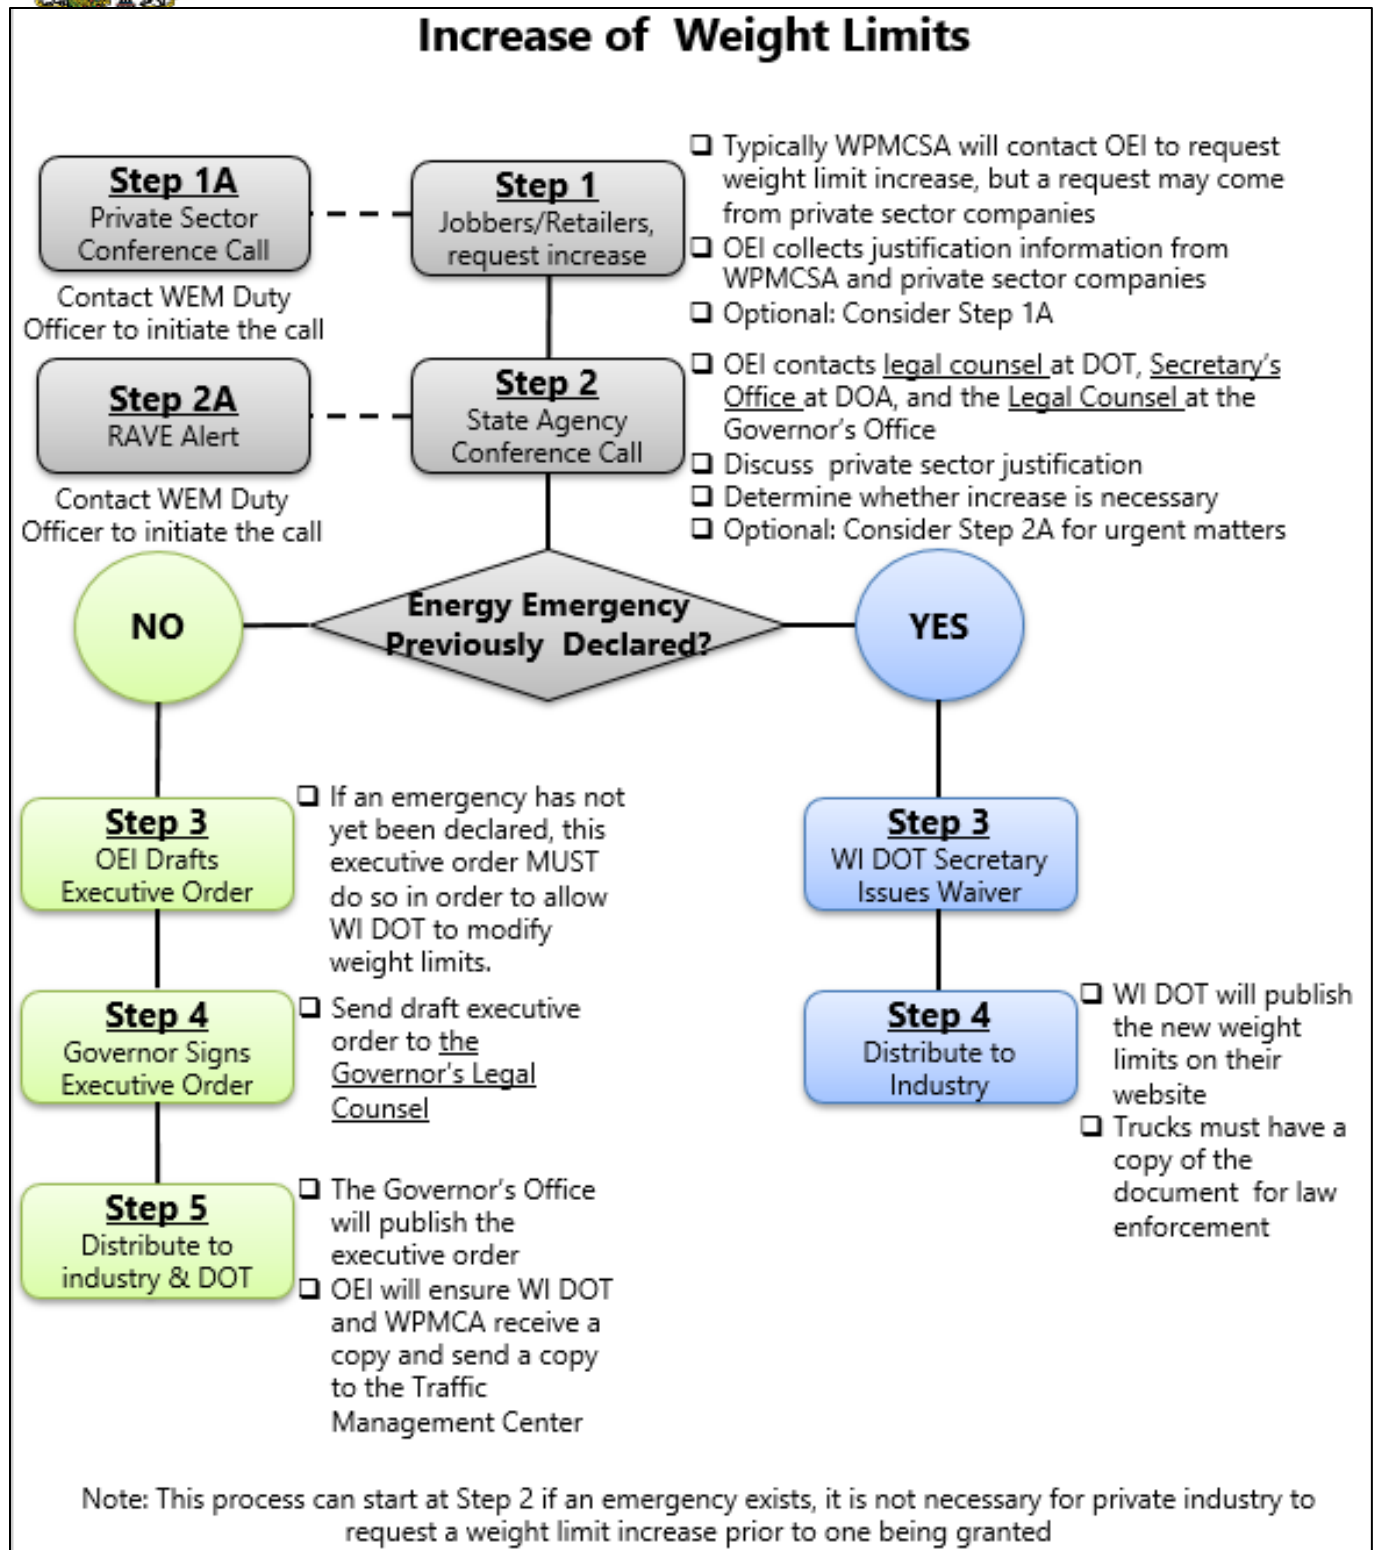 Increase of  Weight Limits
Step 1A
Private Sector
Conference Call
Contact WEM Duty
Officer to initiate the call
Step 1
Jobbers/Retailers,
request increase
❑ Typically WPMCSA will contact OEI to request
weight limit increase, but a request may come
from private sector companies
❑ OEI collects justification information from
WPMCSA and private sector companies
❑ Optional: Consider Step 1A
Step 2A
RAVE Alert
Contact WEM Duty
Officer to initiate the call
Step 2
State Agency
Conference Call
❑ OEI contacts legal counsel at DOT, Secretary's
Office at DOA, and the Legal Counsel at the
Governor's Office
❑ Discuss  private sector justification
❑ Determine whether increase is necessary
❑ Optional: Consider Step 2A for urgent matters
NO
Energy Emergency
Previously  Declared?
YES
Step 3
OEI Drafts
Executive Order
❑ If an emergency has not
yet been declared, this
executive order MUST
do so in order to allow
WI DOT to modify
weight limits.
Step 4
Governor Signs
Executive Order
❑ Send draft executive
order to the
Governor's Legal
Counsel
Step 5
Distribute to
industry & DOT
❑ The Governor's Office
will publish the
executive order
❑ OEI will ensure WI DOT
and WPMCA receive a
copy and send a copy
to the Traffic
Management Center
Step 3
WI DOT Secretary
Issues Waiver
Step 4
Distribute to
Industry
❑ WI DOT will publish
the new weight
limits on their
website
❑ Trucks must have a
copy of the
document  for law
enforcement
Note: This process can start at Step 2 if an emergency exists, it is not necessary for private industry to
request a weight limit increase prior to one being granted